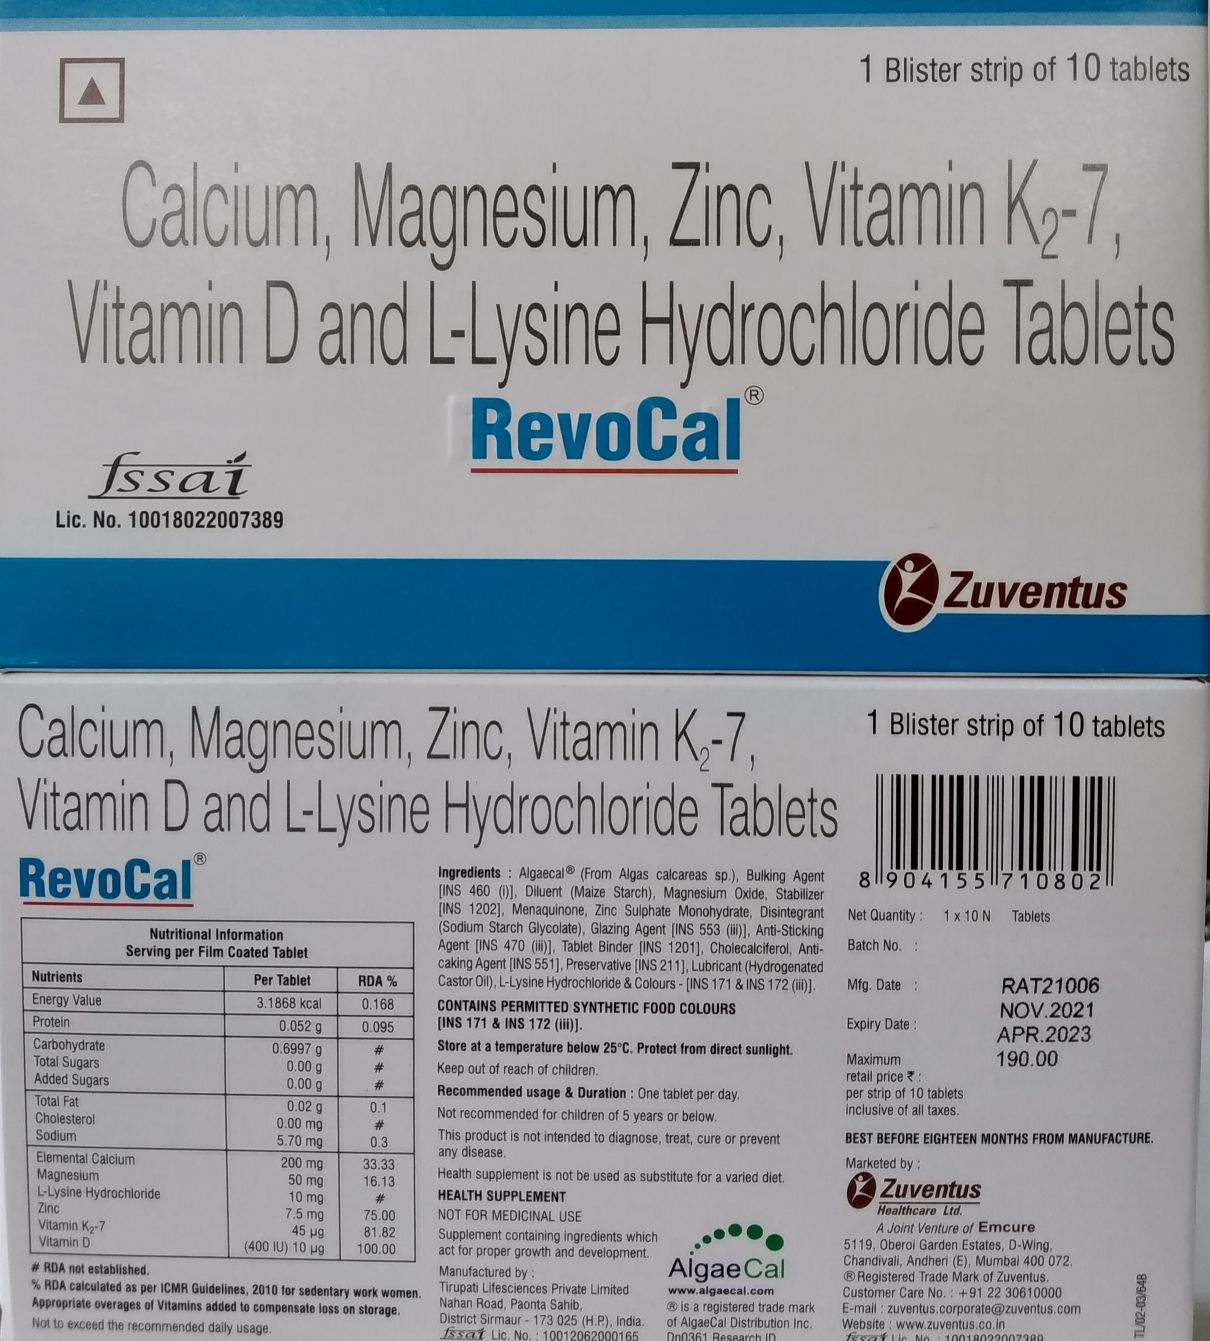 1 Blister strip of 10 tablets
Calcium, Magnesium, Zinc, Vitamin K2-7,
Vitamin D and L-Lysine Hydrochloride Tablets
RevoCal®
fssai
Lic. No. 10018022007389
Zuventus
Calcium, Magnesium, Zinc, Vitamin K2-7,
Vitamin D and L-Lysine Hydrochloride Tablets
RevoCal®
Nutritional Information
Serving per Film Coated Tablet
Nutrients Per Tablet RDA %
Energy Value 3.1868 kcal 0.168
Protein 0.052 g 0.095
Carbohydrate 0.6997 g #
Total Sugars 0.00 g #
Added Sugars 0.00 g #
Total Fat 0.02 g 0.1
Cholesterol 0.00 mg #
Sodium 5.70 mg 0.3
Elemental Calcium 200 mg 33.33
Magnesium 50 mg 16.13
L-Lysine Hydrochloride 10 mg #
Zinc 7.5 mg 75.00
Vitamin K2-7 45 µg 81.82
Vitamin D (400 IU) 10 µg 100.00
# RDA not established.
% RDA calculated as per ICMR Guidelines, 2010 for sedentary work women.
Appropriate overages of Vitamins added to compensate loss on storage.
Not to exceed the recommended daily usage.
Ingredients : Algaecal® (From Algas calcareas sp.), Bulking Agent
[INS 460 (i)], Diluent (Maize Starch), Magnesium Oxide, Stabilizer
[INS 1202], Menaquinone, Zinc Sulphate Monohydrate, Disintegrant
(Sodium Starch Glycolate), Glazing Agent [INS 553 (iii)], Anti-Sticking
Agent [INS 470 (iii)], Tablet Binder [INS 1201], Cholecalciferol, Anti-
caking Agent [INS 551], Preservative [INS 211], Lubricant (Hydrogenated
Castor Oil), L-Lysine Hydrochloride & Colours - [INS 171 & INS 172 (iii)].
CONTAINS PERMITTED SYNTHETIC FOOD COLOURS
[INS 171 & INS 172 (iii)].
Store at a temperature below 25°C. Protect from direct sunlight.
Keep out of reach of children.
Recommended usage & Duration : One tablet per day.
Not recommended for children of 5 years or below.
This product is not intended to diagnose, treat, cure or prevent
any disease.
Health supplement is not be used as substitute for a varied diet.
HEALTH SUPPLEMENT
NOT FOR MEDICINAL USE
Supplement containing ingredients which
act for proper growth and development.
Manufactured by :
Tirupati Lifesciences Private Limited
Nahan Road, Paonta Sahib,
District Sirmaur - 173 025 (H.P.), India.
fssai Lic. No. : 10012062000165
AlgaeCal
www.algaecal.com
® is a registered trade mark
of AlgaeCal Distribution Inc.
Dp0361 Research ID
1 Blister strip of 10 tablets
8 904155 710802
Net Quantity : 1 x 10 N Tablets
Batch No. :
Mfg. Date : RAT21006
NOV.2021
Expiry Date : APR.2023
Maximum 190.00
retail price ₹ :
per strip of 10 tablets
inclusive of all taxes.
BEST BEFORE EIGHTEEN MONTHS FROM MANUFACTURE.
Marketed by :
Zuventus
Healthcare Ltd.
A Joint Venture of Emcure
5119, Oberoi Garden Estates, D-Wing,
Chandivali, Andheri (E), Mumbai 400 072.
® Registered Trade Mark of Zuventus.
Customer Care No. : +91 22 30610000
E-mail : zuventus.corporate@zuventus.com
Website : www.zuventus.co.in
fssai Lic. No. : 10018022007389
TL/02-03/64B